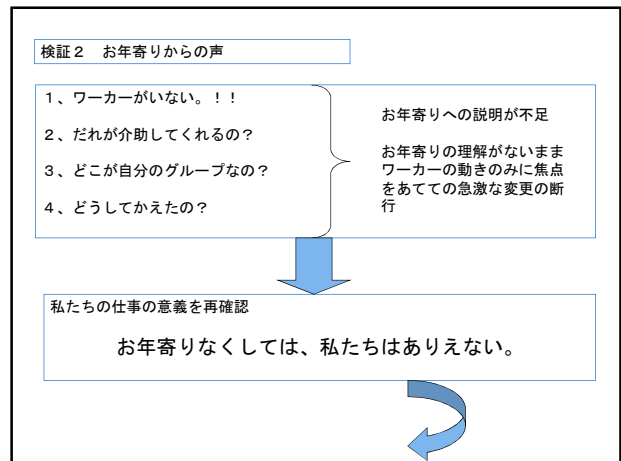 検証２　お年寄りからの声
１、ワーカーがいない。！！
２、だれが介助してくれるの？
３、どこが自分のグループなの？
４、どうしてかえたの？
お年寄りへの説明が不足
お年寄りの理解がないまま
ワーカーの動きのみに焦点
をあてての急激な変更の断
行
私たちの仕事の意義を再確認
お年寄りなくしては、私たちはありえない。